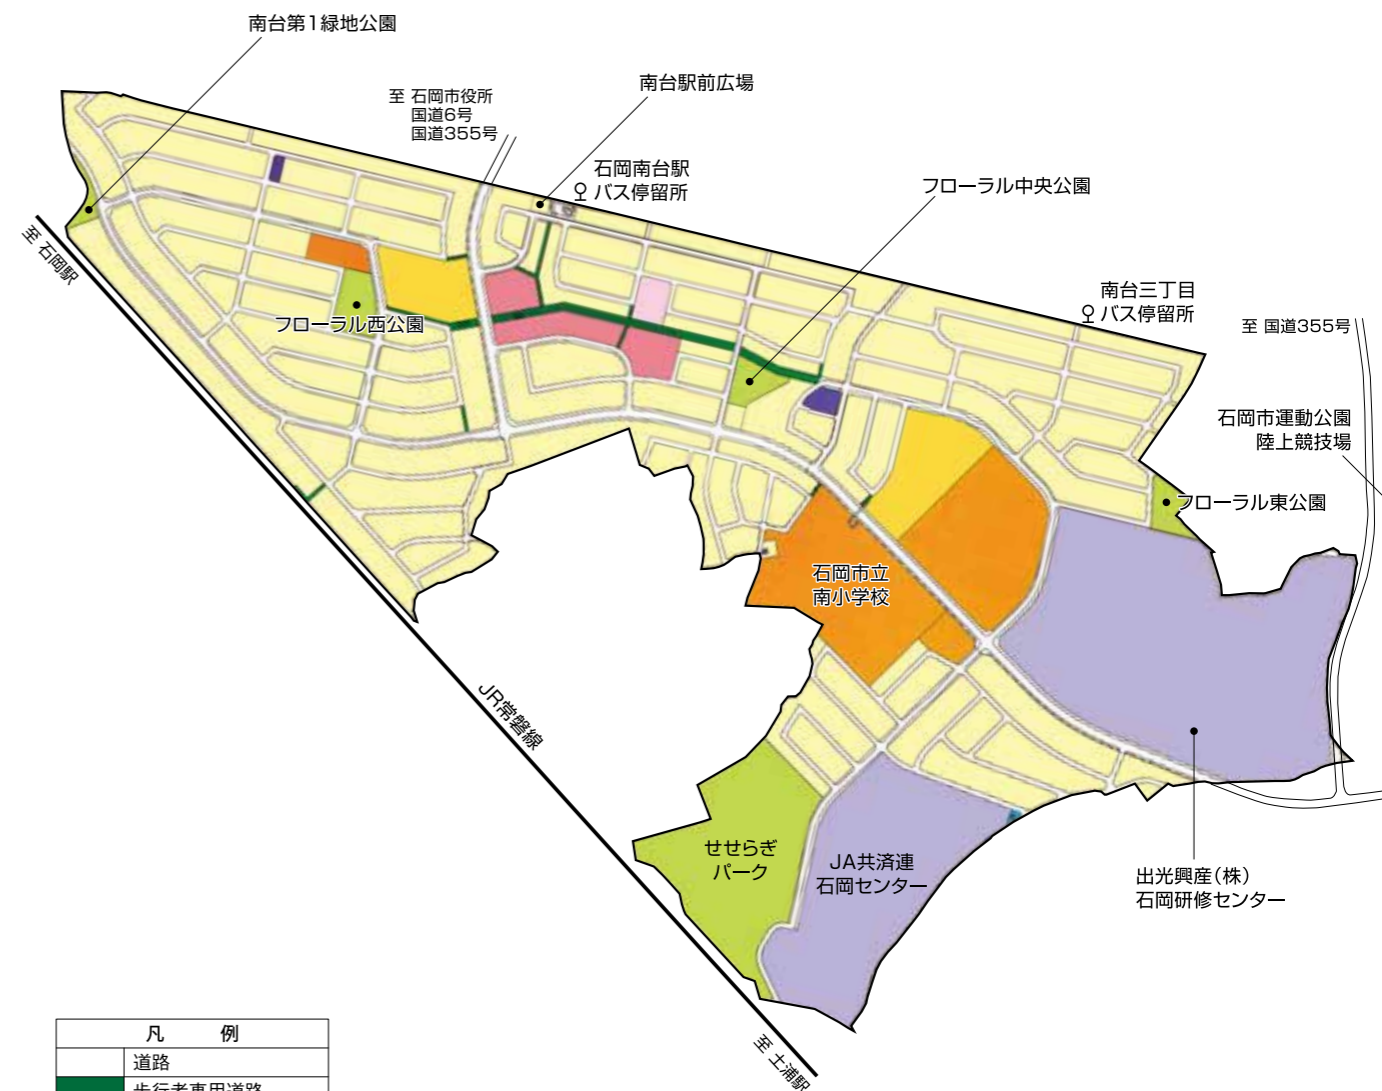 南台第1緑地公園
南台駅前広場
至 石岡市役所
国道6号
国道355号
石岡南台駅
バス停留所
フローラル中央公園
至 石岡駅
フローラル西公園
南台三丁目
バス停留所
至 国道355号
石岡市運動公園
陸上競技場
フローラル東公園
石岡市立
南小学校
JR常磐線
せせらぎ
パーク
JA共済連
石岡センター
出光興産(株)
石岡研修センター
至 土浦駅
凡 例
道路
歩行者専用道路